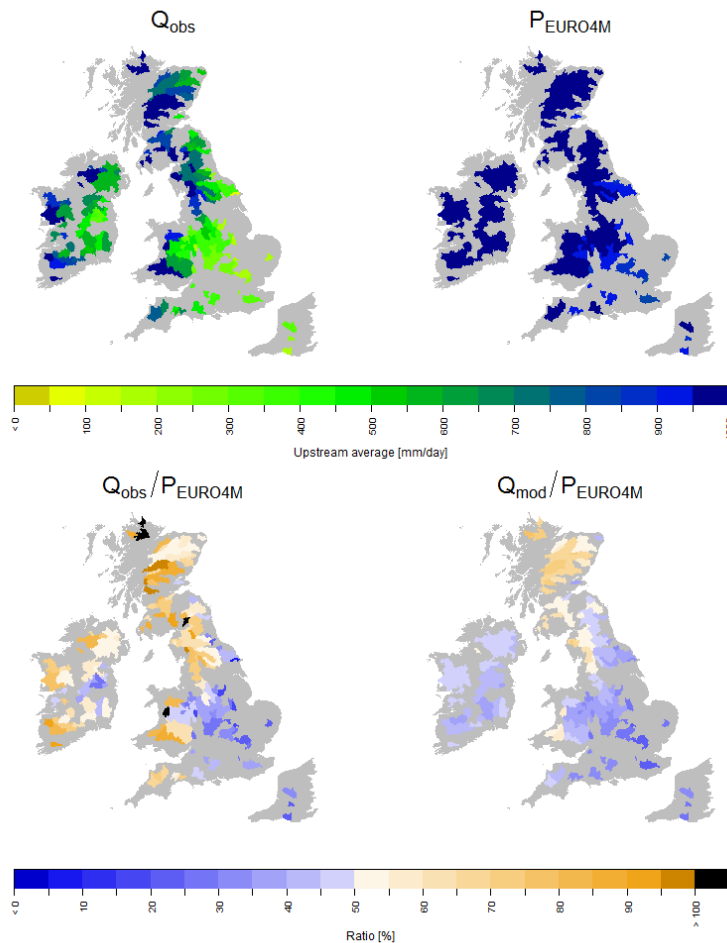 Qobs PEURO4M
< 0 100 200 300 400 500 600 700 800 900
Upstream average [mm/day]
Qobs / PEURO4M Qmod / PEURO4M
< 0 10 20 30 40 50 60 70 80 90 > 100
Ratio [%]